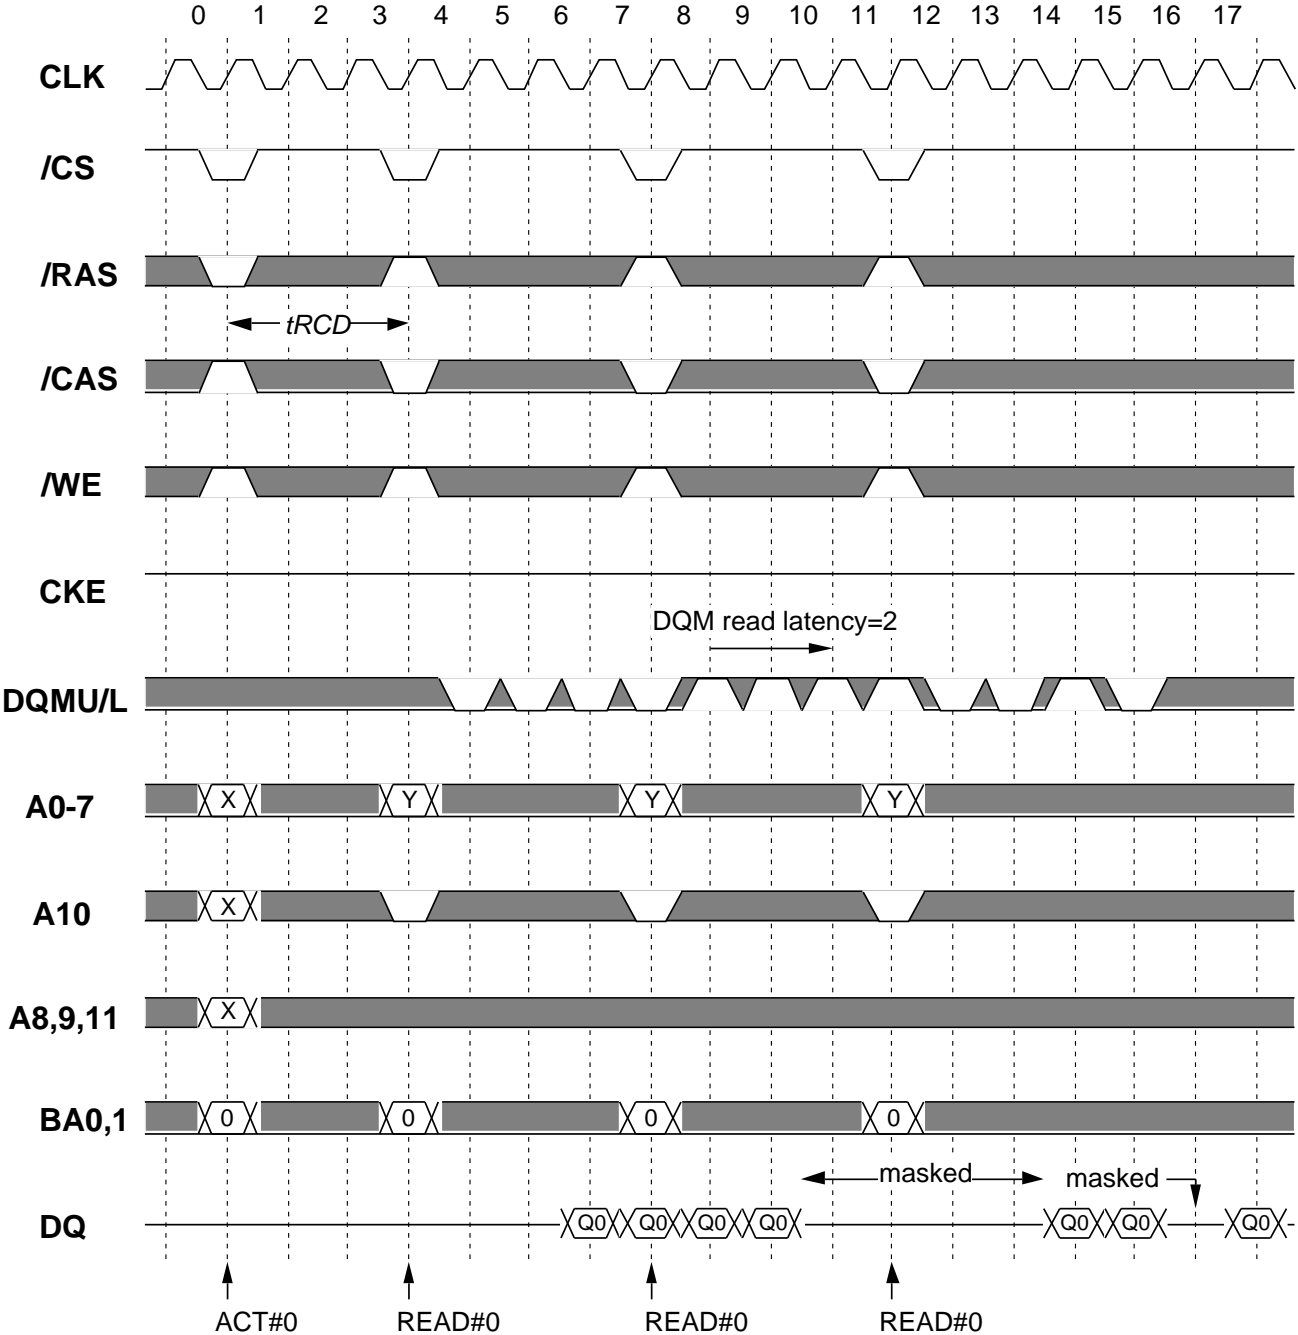 0 1 2 3 4 5 6 7 8 9 10 11 12 13 14 15 16 17
CLK
/CS
/RAS
tRCD
/CAS
/WE
CKE
DQM read latency=2
DQMU/L
A0-7 X Y Y Y
A10 X
A8,9,11 X
BA0,1 0 0 0 0
masked masked
DQ Q0 Q0 Q0 Q0 Q0 Q0 Q0
ACT#0 READ#0 READ#0 READ#0